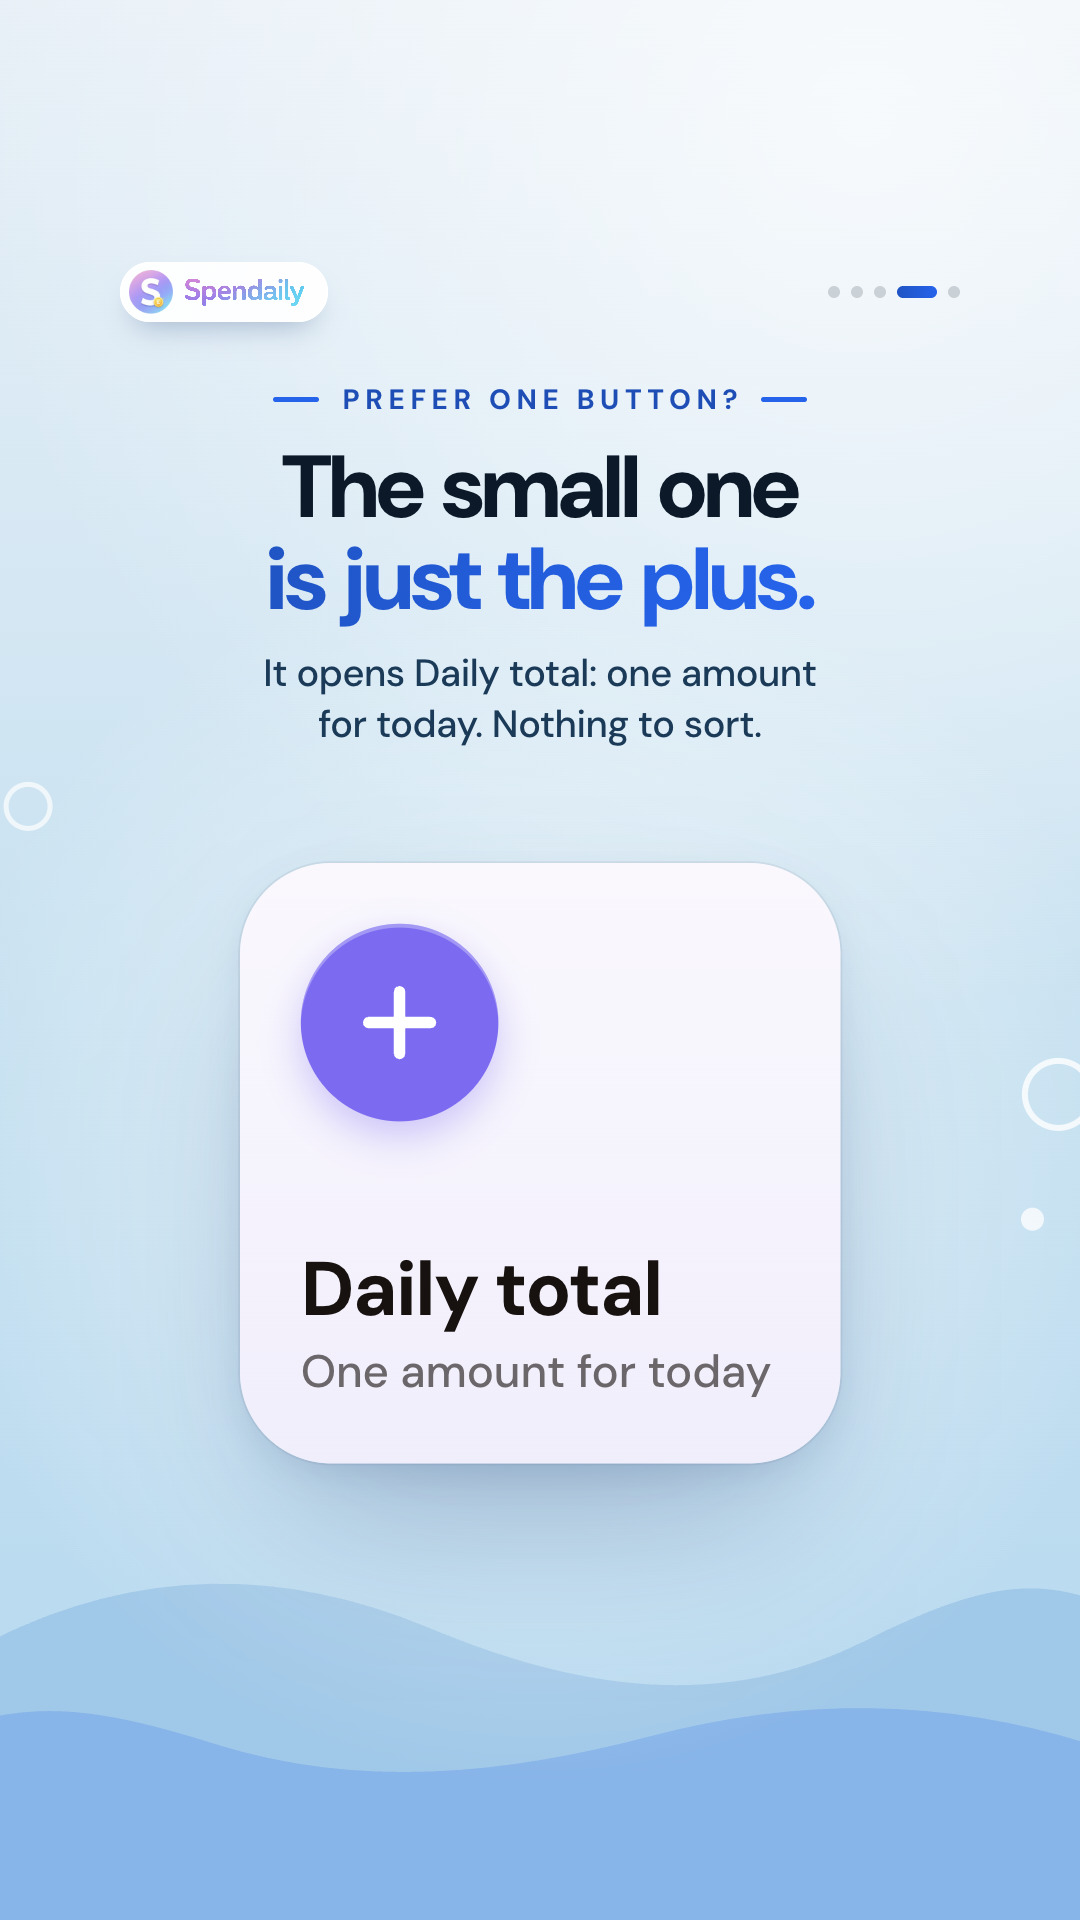 Spendaily
PREFER ONE BUTTON?
The small one
is just the plus.
It opens Daily total: one amount
for today. Nothing to sort.
Daily total
One amount for today